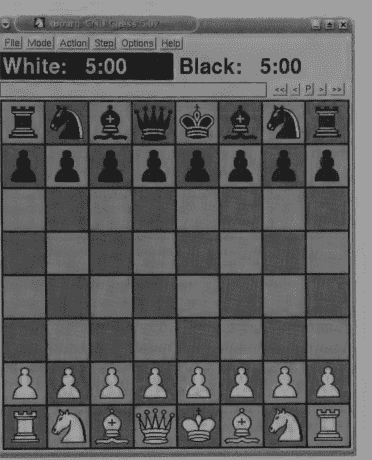 File Mode Action Step Options Help
White: 5:00 Black: 5:00
<< < P > >>